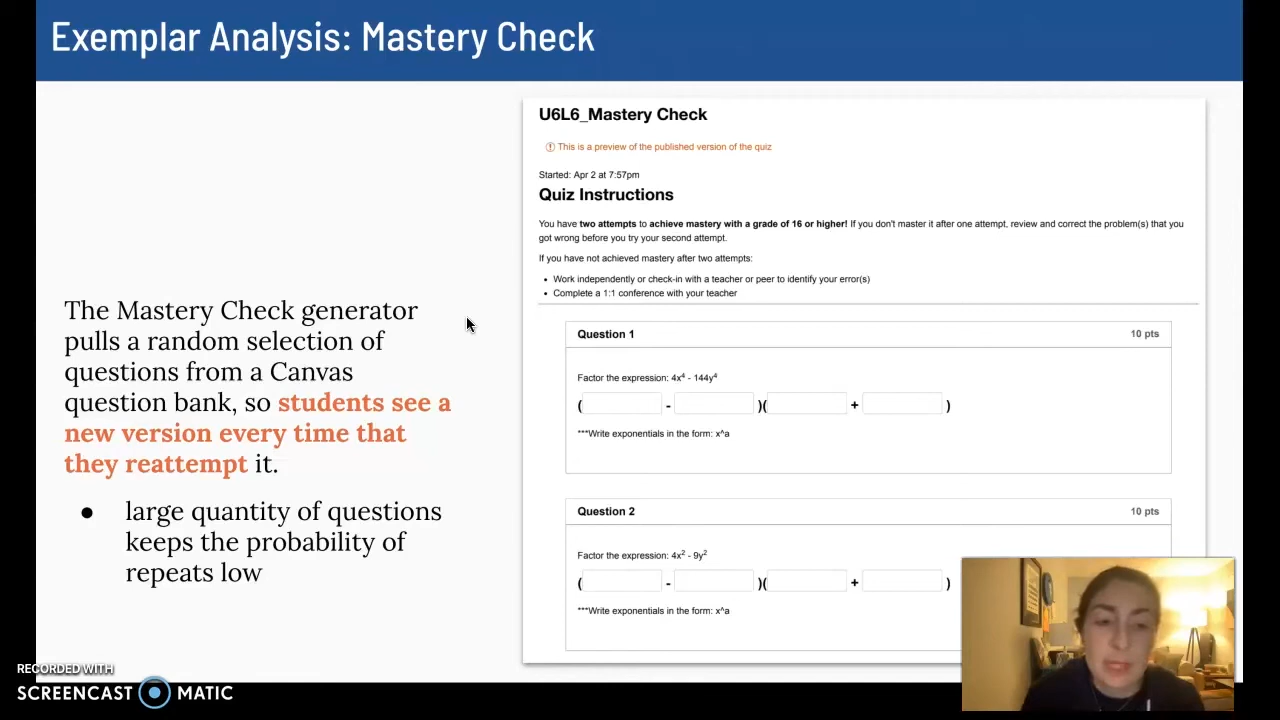 Exemplar Analysis: Mastery Check
The Mastery Check generator
pulls a random selection of
questions from a Canvas
question bank, so students see a
new version every time that
they reattempt it.
● large quantity of questions
keeps the probability of
repeats low
U6L6_Mastery Check
This is a preview of the published version of the quiz
Started: Apr 2 at 7:57pm
Quiz Instructions
You have two attempts to achieve mastery with a grade of 16 or higher! If you don't master it after one attempt, review and correct the problem(s) that you
got wrong before you try your second attempt.
If you have not achieved mastery after two attempts:
• Work independently or check-in with a teacher or peer to identify your error(s)
• Complete a 1:1 conference with your teacher
Question 1 10 pts
Factor the expression: 4x⁴ - 144y⁴
( - )( + )
***Write exponentials in the form: x^a
Question 2 10 pts
Factor the expression: 4x² - 9y²
( - )( + )
***Write exponentials in the form: x^a
RECORDED WITH
SCREENCAST MATIC